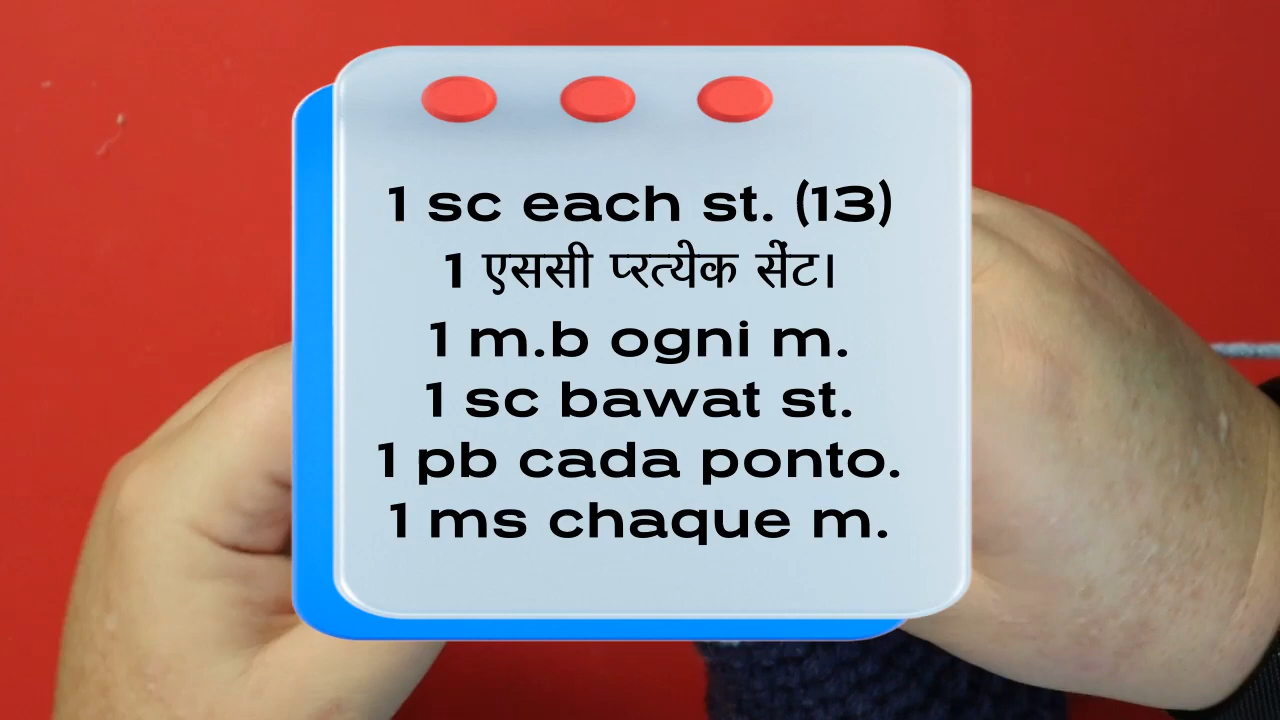 1 sc each st. (13)
1 एससी प्रत्येक सेंट।
1 m.b ogni m.
1 sc bawat st.
1 pb cada ponto.
1 ms chaque m.